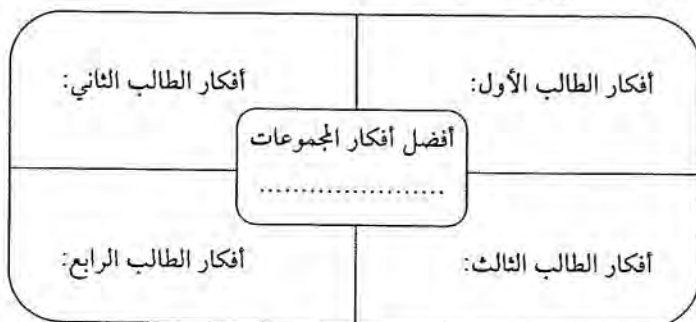 أفكار الطالب الأول:
أفكار الطالب الثاني:
أفضل أفكار المجموعات
......................
أفكار الطالب الثالث:
أفكار الطالب الرابع: